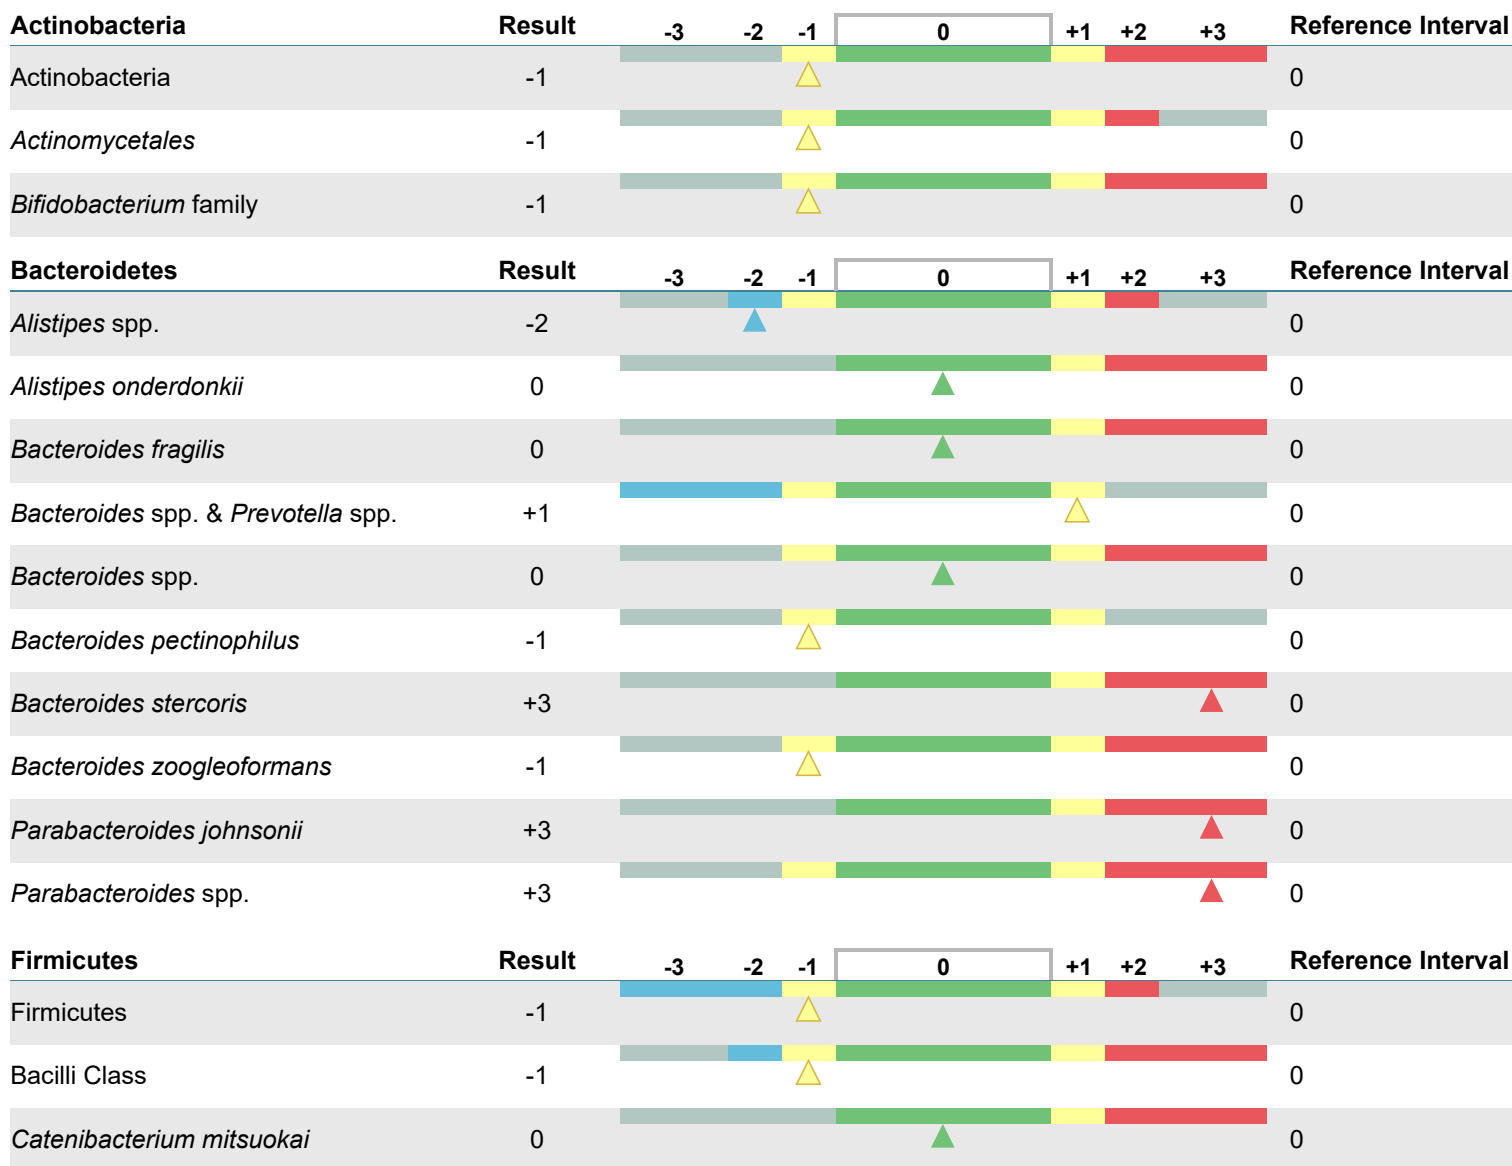 Actinobacteria Result -3 -2 -1 0 +1 +2 +3 Reference Interval
Actinobacteria -1 0
Actinomycetales -1 0
Bifidobacterium family -1 0
Bacteroidetes Result -3 -2 -1 0 +1 +2 +3 Reference Interval
Alistipes spp. -2 0
Alistipes onderdonkii 0 0
Bacteroides fragilis 0 0
Bacteroides spp. & Prevotella spp. +1 0
Bacteroides spp. 0 0
Bacteroides pectinophilus -1 0
Bacteroides stercoris +3 0
Bacteroides zoogleoformans -1 0
Parabacteroides johnsonii +3 0
Parabacteroides spp. +3 0
Firmicutes Result -3 -2 -1 0 +1 +2 +3 Reference Interval
Firmicutes -1 0
Bacilli Class -1 0
Catenibacterium mitsuokai 0 0